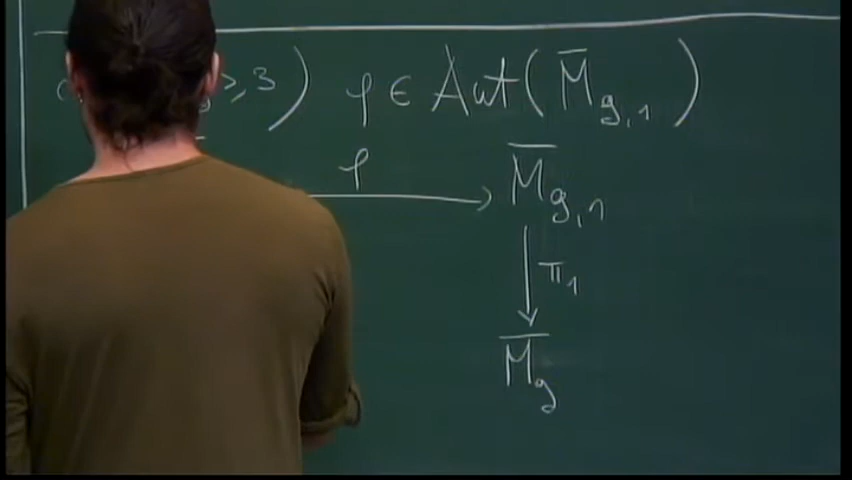 g ≥ 3) φ ∈ Aut(M̄_{g,1})
φ → M̄_{g,1}
↓ π_1
M̄_g